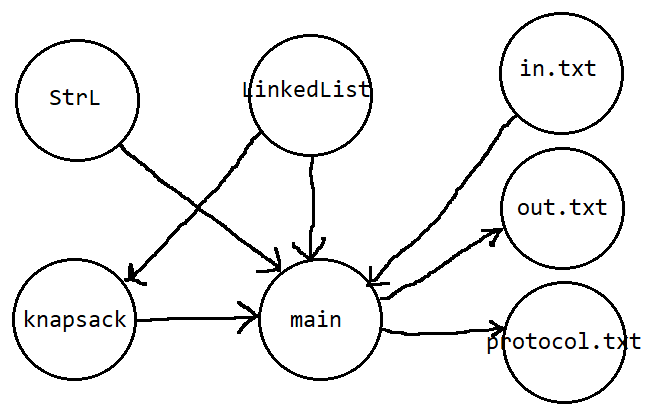 StrL
LinkedList
in.txt
out.txt
knapsack
main
protocol.txt